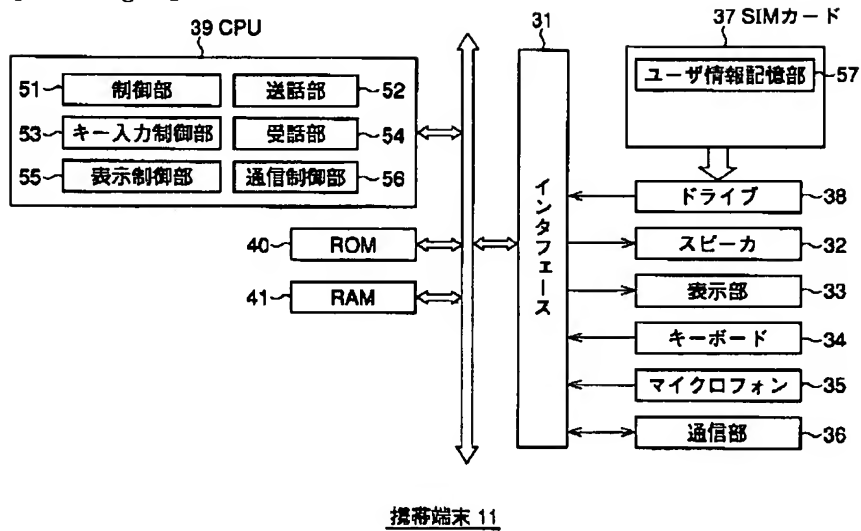 39 CPU
51
制御部
送話部
52
53
キー入力制御部
受話部
54
55
表示制御部
通信制御部
56
40
ROM
41
RAM
31
インタフェース
37 SIMカード
ユーザ情報記憶部
57
ドライブ
38
スピーカ
32
表示部
33
キーボード
34
マイクロフォン
35
通信部
36
携帯端末 11